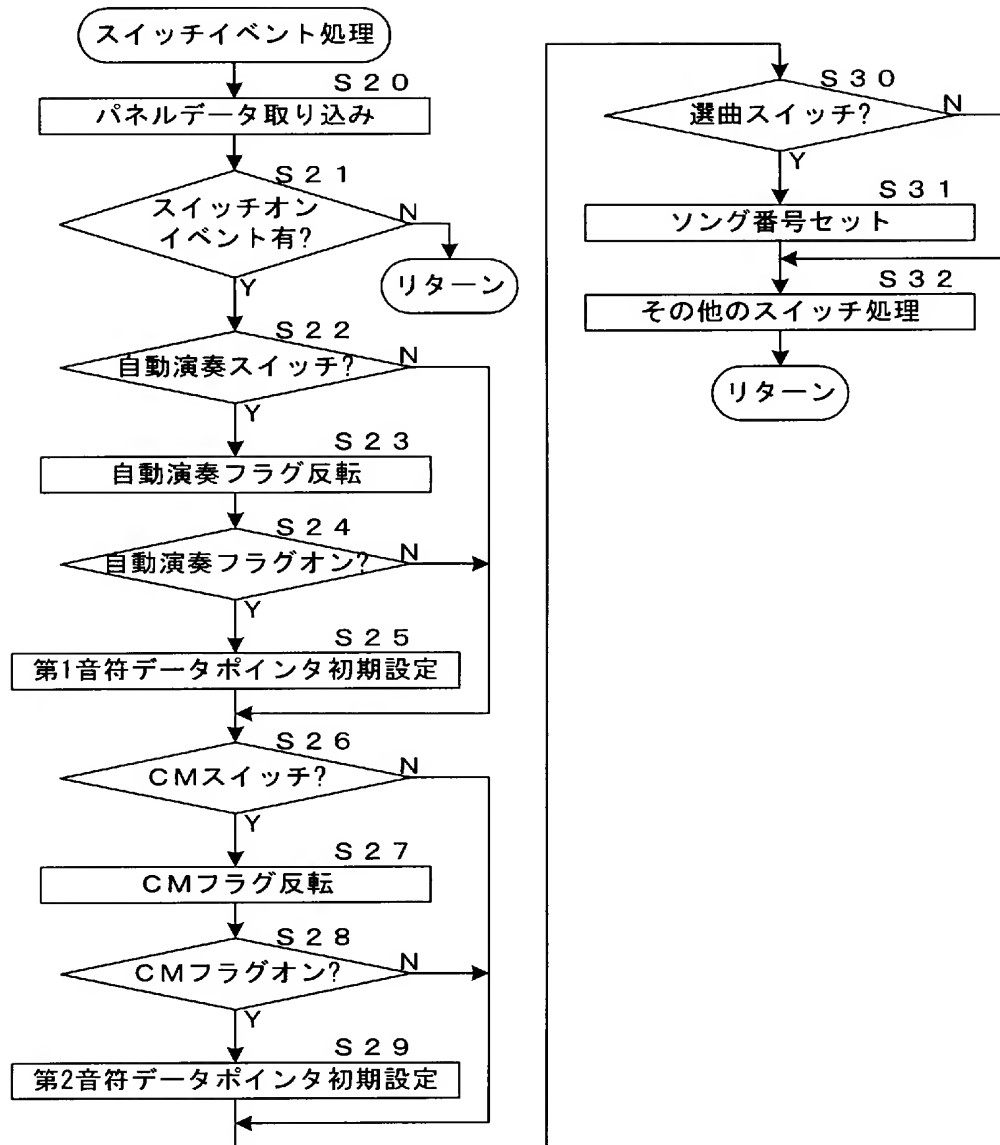 スイッチイベント処理
S20
パネルデータ取り込み
S21
スイッチオン
イベント有?
N
Y
リターン
S22
自動演奏スイッチ?
N
Y
S23
自動演奏フラグ反転
S24
自動演奏フラグオン?
N
Y
S25
第1音符データポインタ初期設定
S26
CMスイッチ?
N
Y
S27
CMフラグ反転
S28
CMフラグオン?
N
Y
S29
第2音符データポインタ初期設定
S30
選曲スイッチ?
N
Y
S31
ソング番号セット
S32
その他のスイッチ処理
リターン